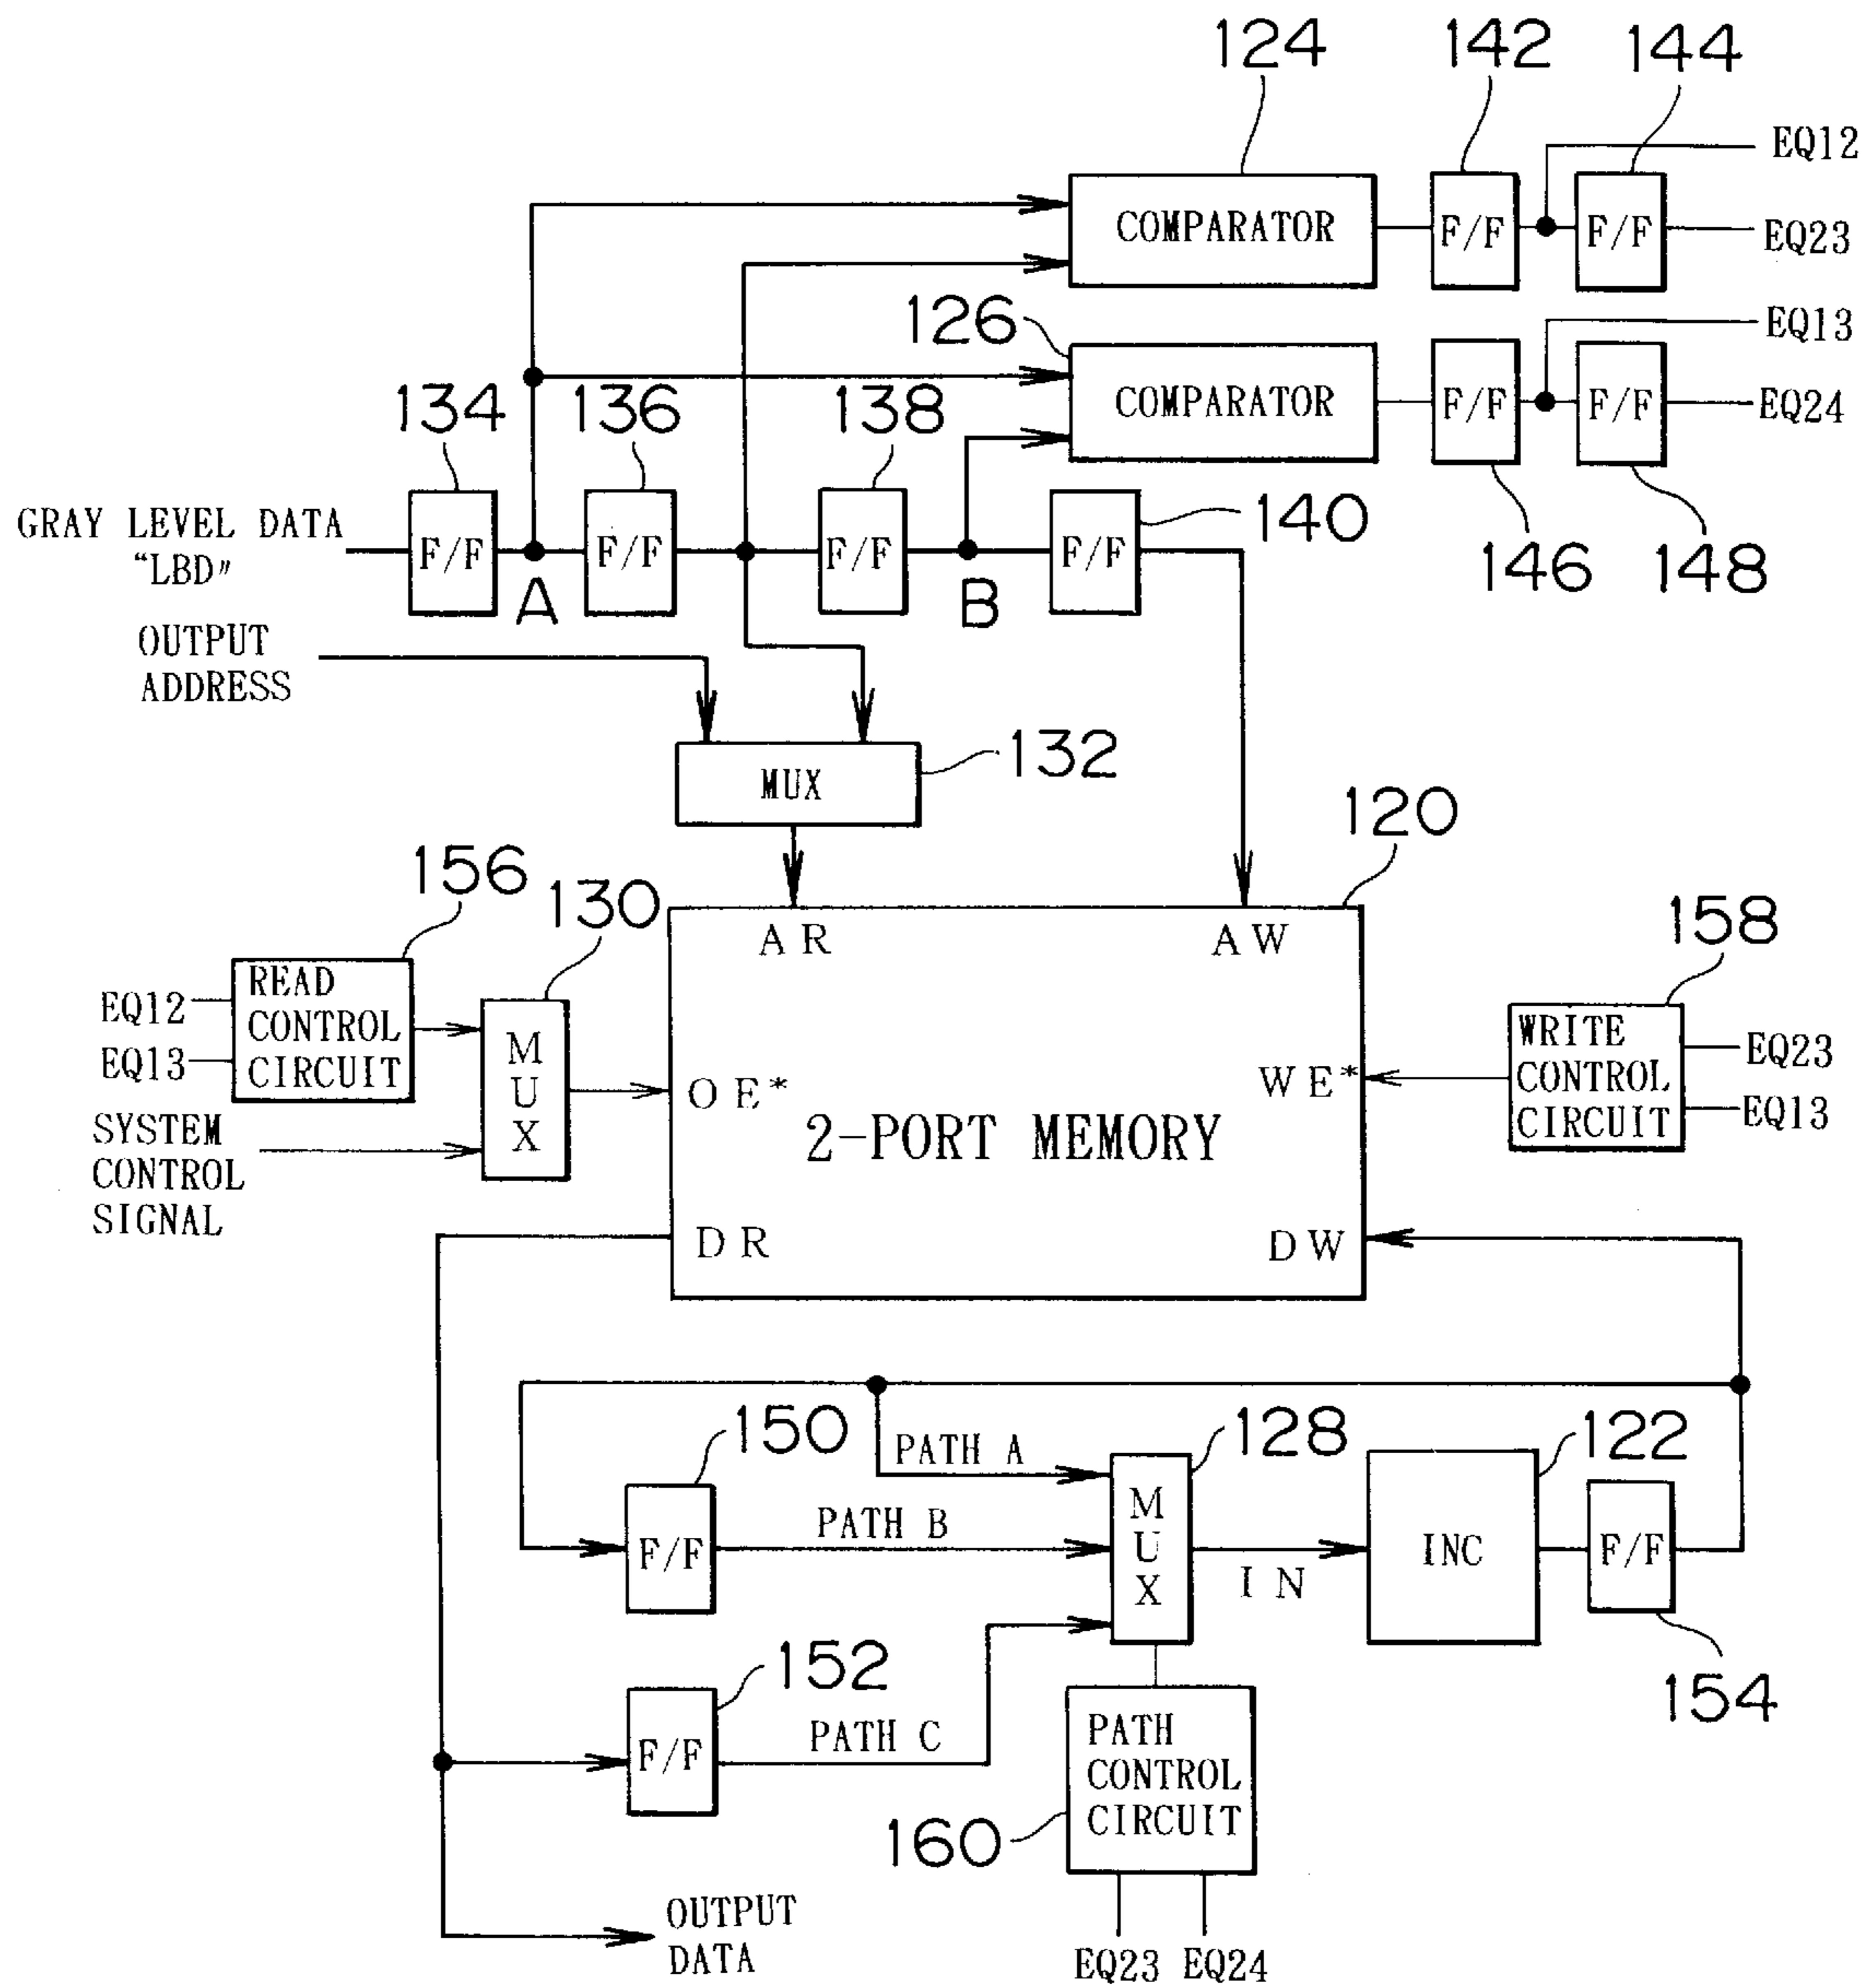 124
142
144
EQ12
COMPARATOR
F/F
F/F
EQ23
126
EQ13
COMPARATOR
F/F
F/F
EQ24
134
136
138
140
146
148
GRAY LEVEL DATA
"LBD"
F/F
F/F
F/F
F/F
A
B
OUTPUT
ADDRESS
MUX
132
120
156
130
158
AR
AW
READ
CONTROL
CIRCUIT
EQ12
EQ13
MUX
OE*
WE*
WRITE
CONTROL
CIRCUIT
EQ23
EQ13
2-PORT MEMORY
SYSTEM
CONTROL
SIGNAL
DR
DW
150
PATH A
128
122
F/F
PATH B
MUX
IN
INC
F/F
154
152
F/F
PATH C
PATH
CONTROL
CIRCUIT
160
OUTPUT
DATA
EQ23 EQ24